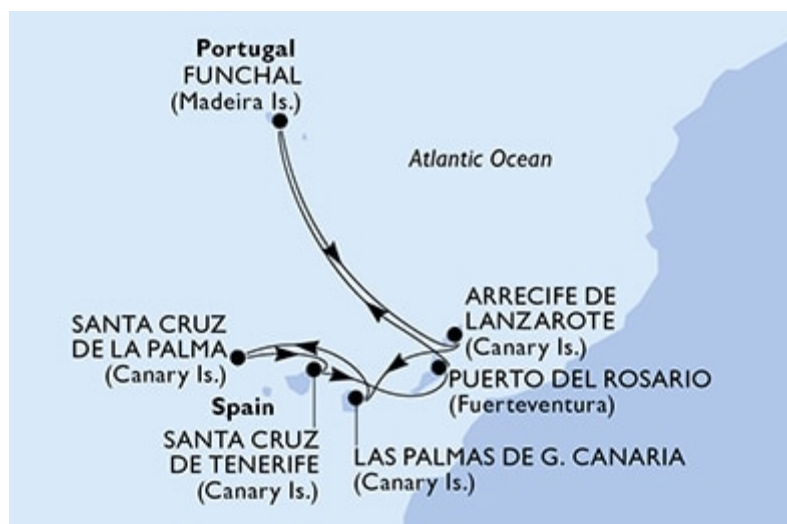 Portugal
FUNCHAL
(Madeira Is.)
Atlantic Ocean
ARRECIFE DE
LANZAROTE
(Canary Is.)
SANTA CRUZ
DE LA PALMA
(Canary Is.)
PUERTO DEL ROSARIO
(Fuerteventura)
Spain
SANTA CRUZ
DE TENERIFE
(Canary Is.)
LAS PALMAS DE G. CANARIA
(Canary Is.)